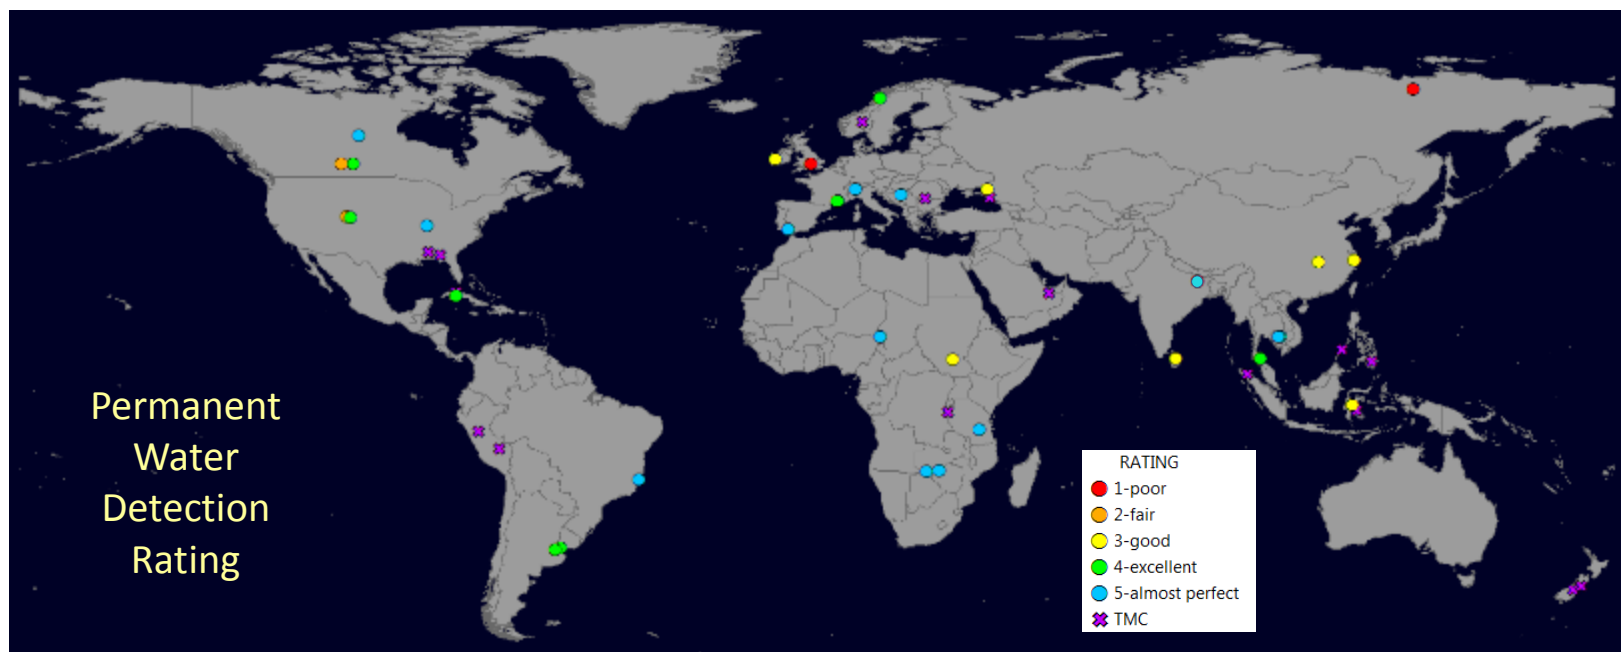 Permanent
Water
Detection
Rating
RATING
1-poor
2-fair
3-good
4-excellent
5-almost perfect
TMC